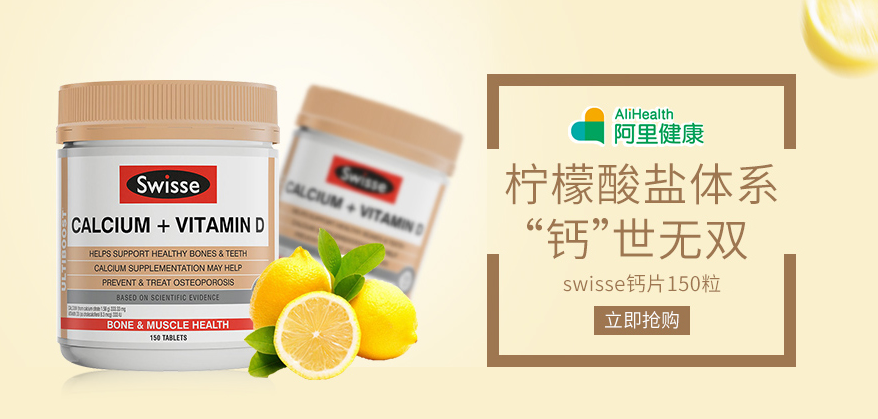 Swisse
CALCIUM + VITAMIN D
ULTIBOOST
HELPS SUPPORT HEALTHY BONES & TEETH
CALCIUM SUPPLEMENTATION MAY HELP
PREVENT & TREAT OSTEOPOROSIS
BASED ON SCIENTIFIC EVIDENCE
BONE & MUSCLE HEALTH
150 TABLETS
Swisse
CALCIUM + VITAMIN D
AliHealth
阿里健康
柠檬酸盐体系
“钙”世无双
swisse钙片150粒
立即抢购